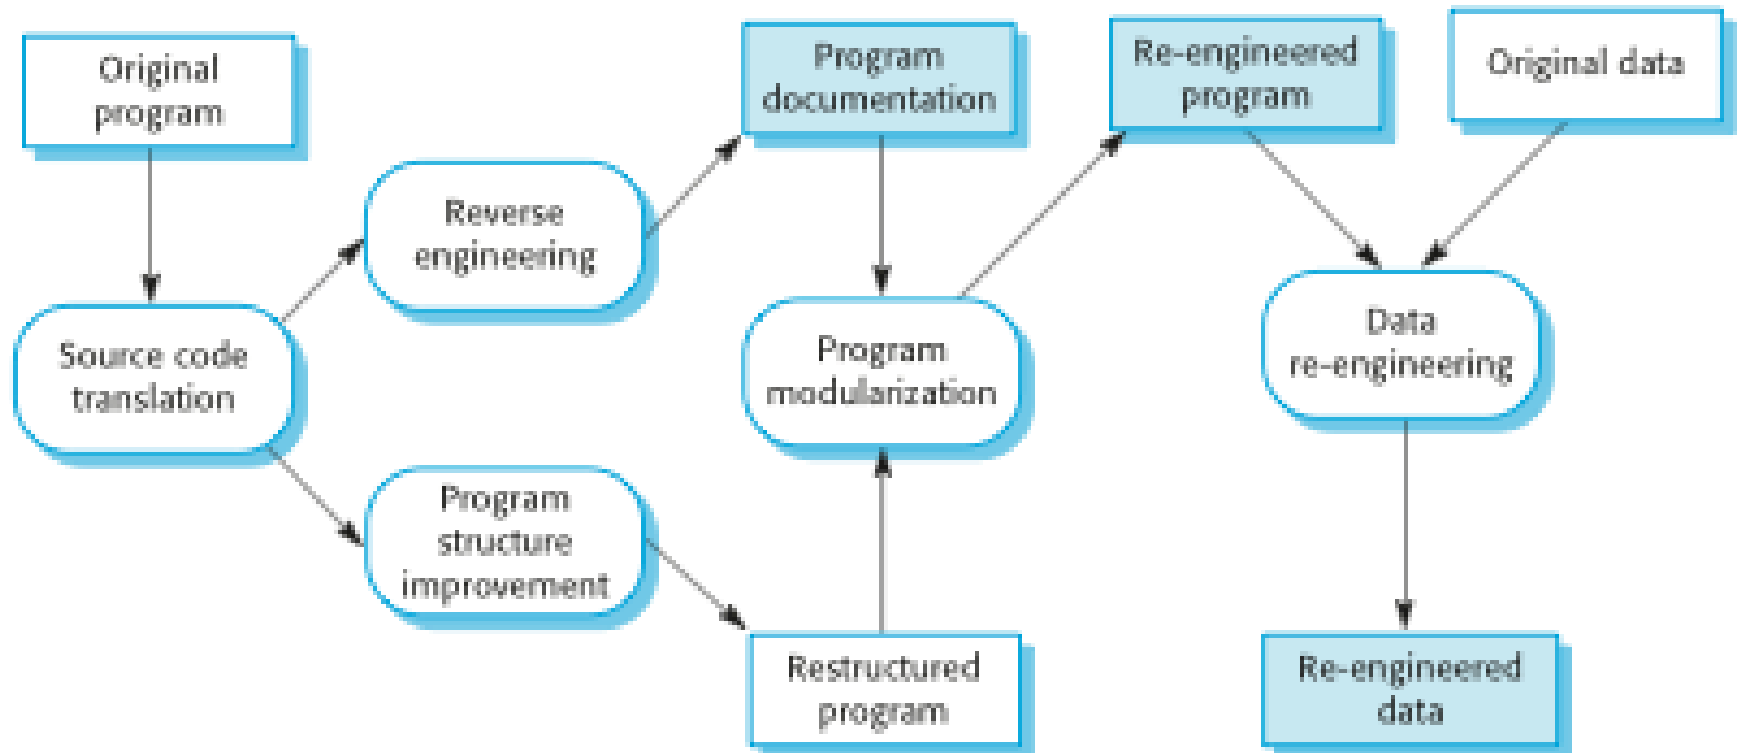 Original
program
Program
documentation
Re-engineered
program
Original data
Reverse
engineering
Source code
translation
Program
modularization
Data
re-engineering
Program
structure
improvement
Restructured
program
Re-engineered
data